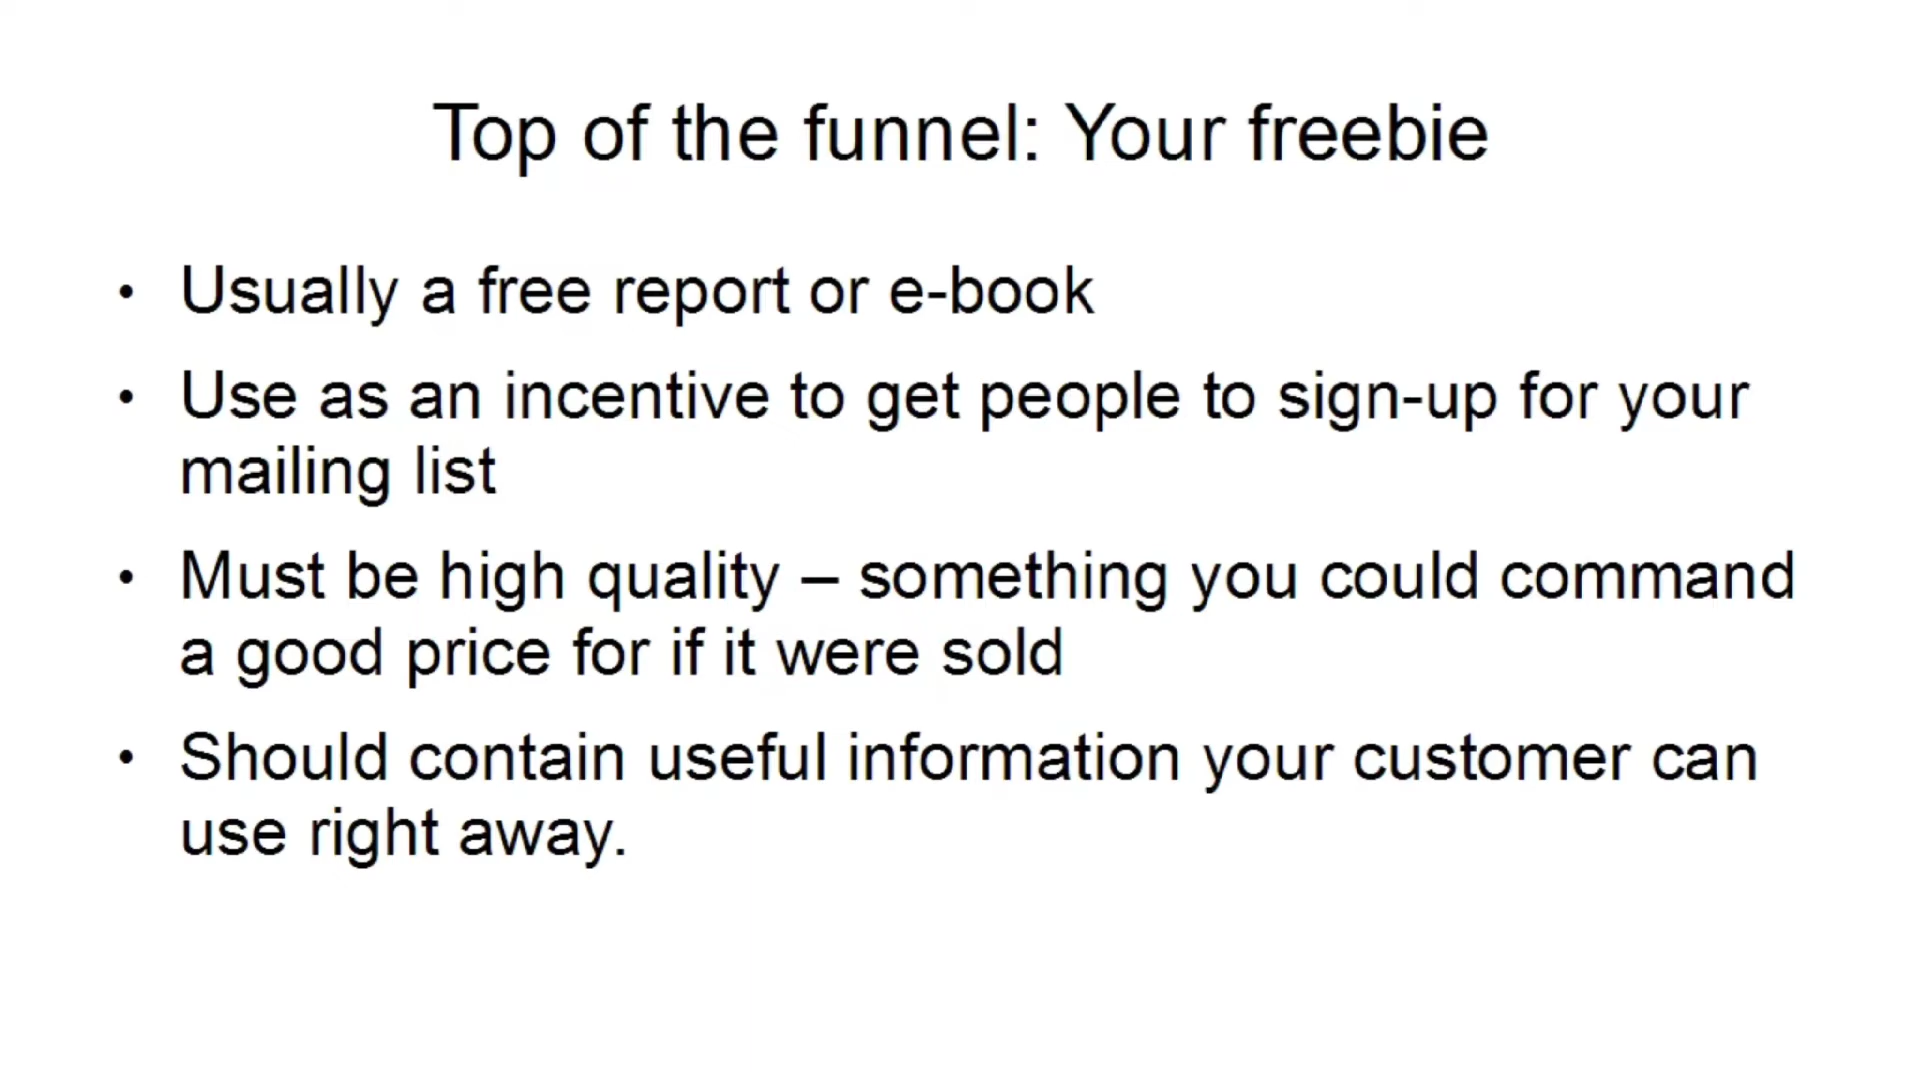 Top of the funnel: Your freebie
• Usually a free report or e-book
• Use as an incentive to get people to sign-up for your
mailing list
• Must be high quality – something you could command
a good price for if it were sold
• Should contain useful information your customer can
use right away.